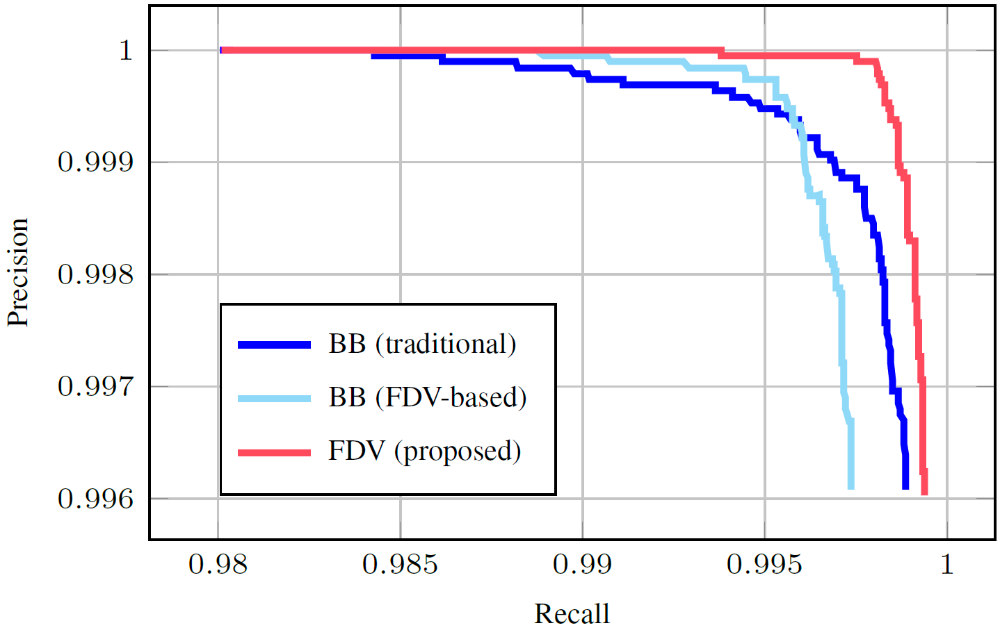 1
0.999
0.998
0.997
0.996
Precision
BB (traditional)
BB (FDV-based)
FDV (proposed)
0.98 0.985 0.99 0.995 1
Recall